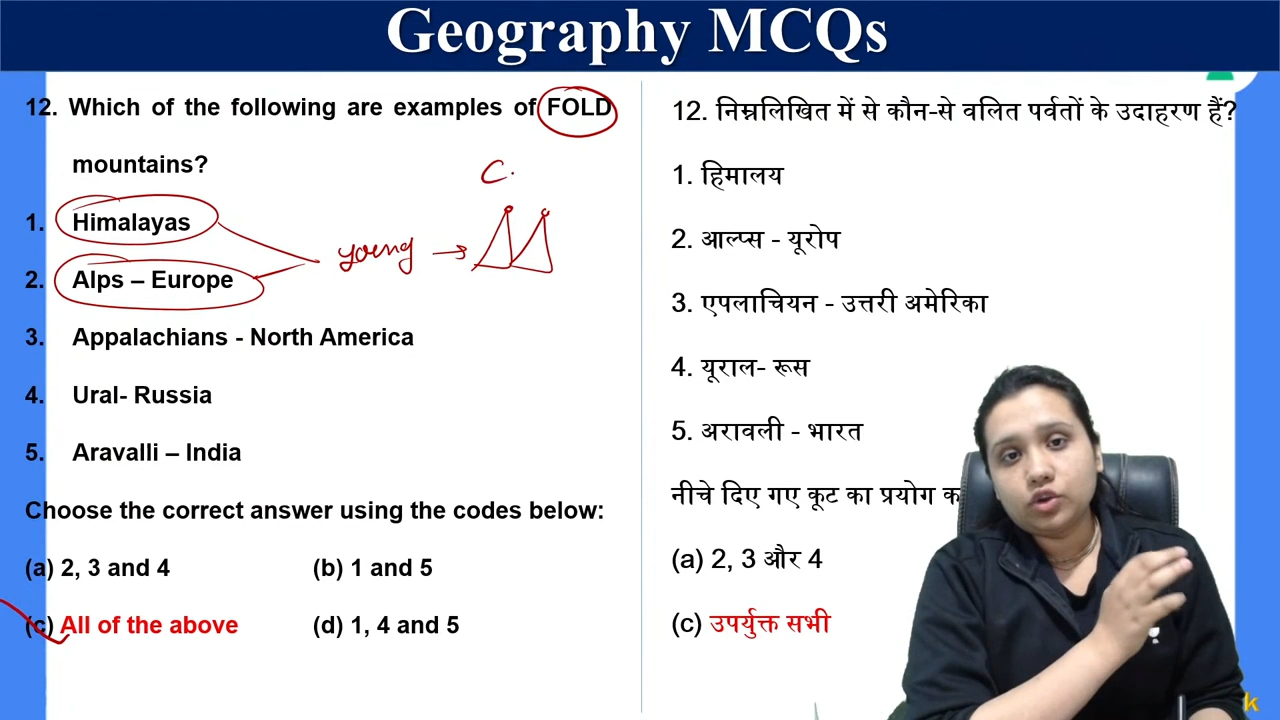 Geography MCQs
12. Which of the following are examples of FOLD
mountains?
C.
1. Himalayas
young
2. Alps – Europe
3. Appalachians - North America
4. Ural- Russia
5. Aravalli – India
Choose the correct answer using the codes below:
(a) 2, 3 and 4 (b) 1 and 5
(c) All of the above (d) 1, 4 and 5
12. निम्नलिखित में से कौन-से वलित पर्वतों के उदाहरण हैं?
1. हिमालय
2. आल्प्स - यूरोप
3. एपलाचियन - उत्तरी अमेरिका
4. यूराल- रूस
5. अरावली - भारत
नीचे दिए गए कूट का प्रयोग
(a) 2, 3 और 4
(c) उपर्युक्त सभी
k